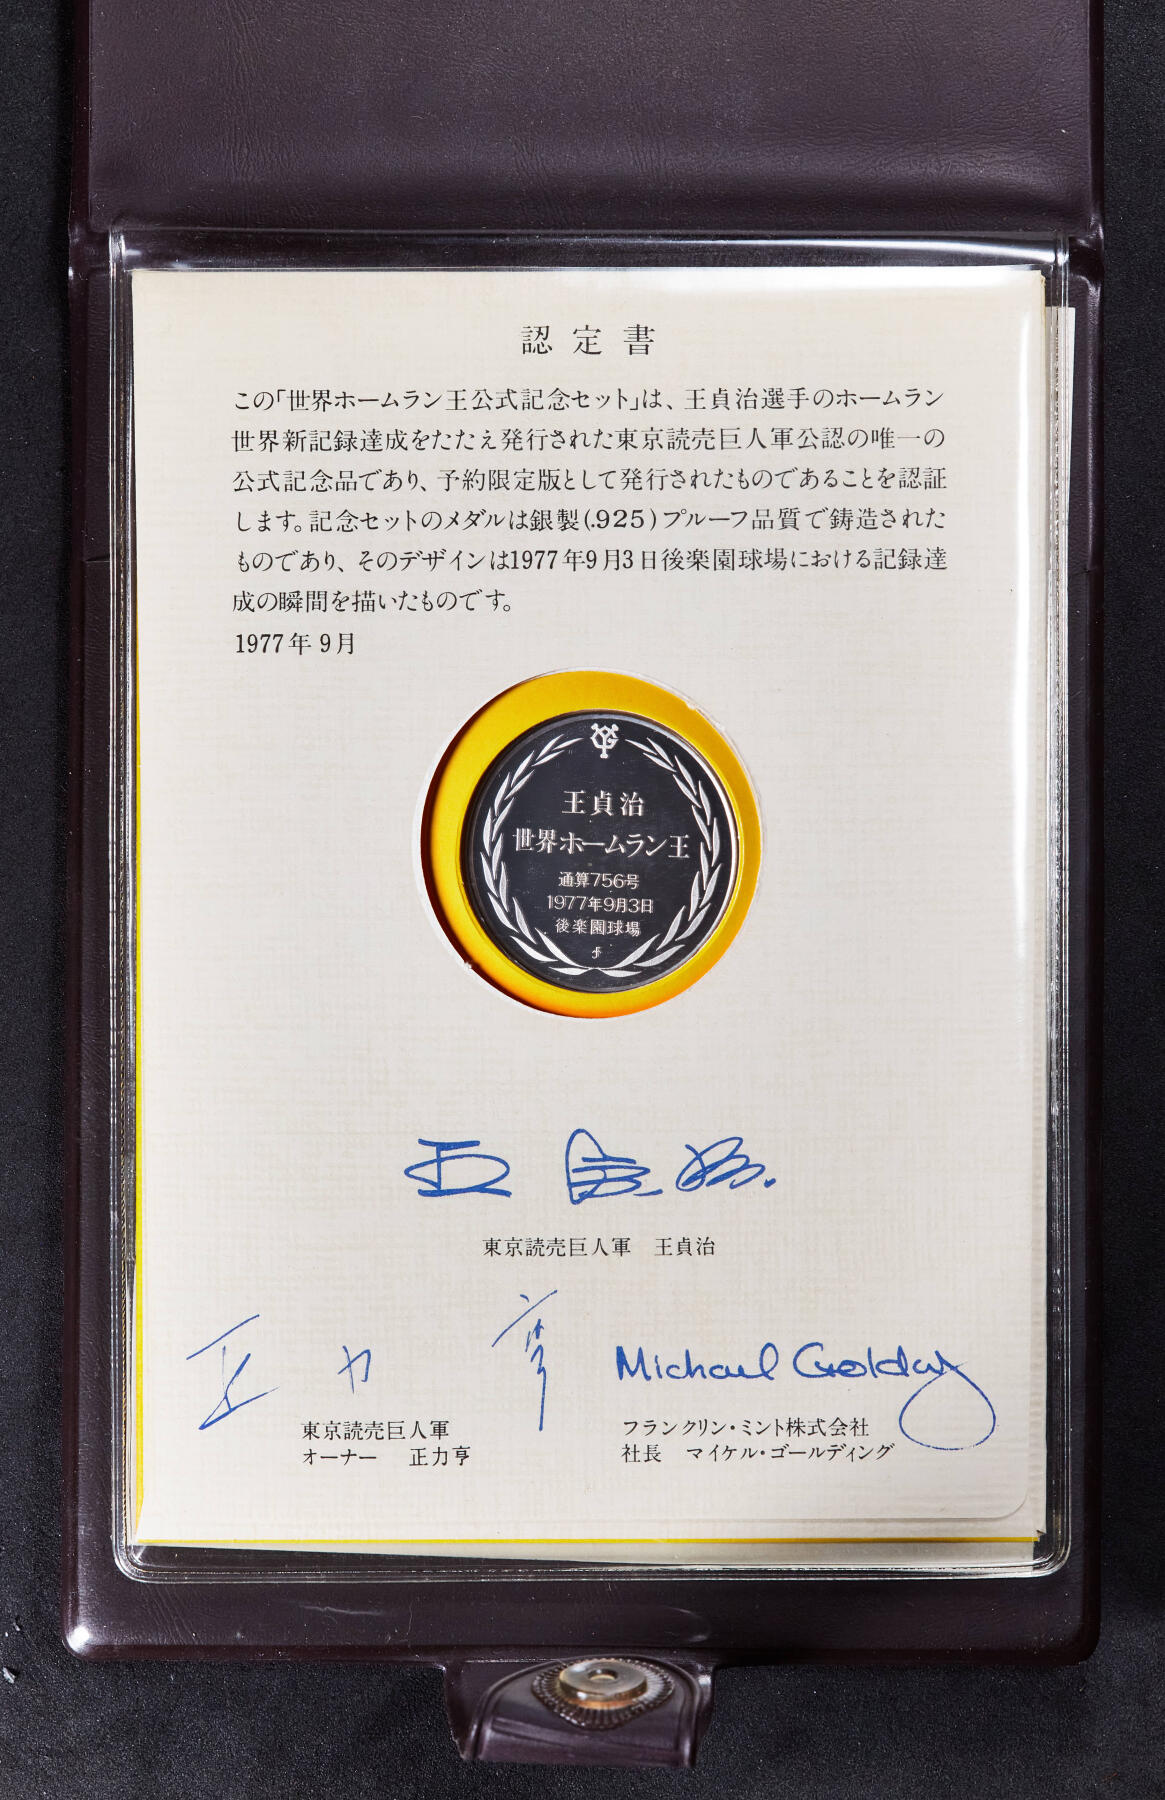 認定書
この「世界ホームラン王公式記念セット」は、王貞治選手のホームラン
世界新記録達成をたたえ発行された東京読売巨人軍公認の唯一の
公式記念品であり、予約限定版として発行されたものであることを認証
します。記念セットのメダルは銀製(.925)プルーフ品質で鋳造された
ものであり、そのデザインは1977年9月3日後楽園球場における記録達
成の瞬間を描いたものです。
1977年9月
王貞治
世界ホームラン王
通算756号
1977年9月3日
後楽園球場
王貞治
東京読売巨人軍 王貞治
正力亨
東京読売巨人軍
オーナー 正力亨
Michael Golding
フランクリン・ミント株式会社
社長 マイケル・ゴールディング